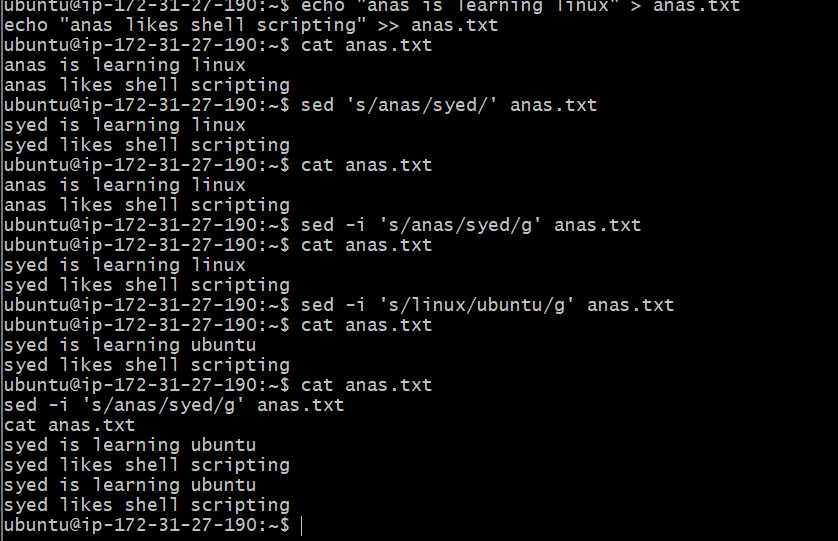 ubuntu@ip-172-31-27-190:~$ echo "anas is learning linux" > anas.txt
echo "anas likes shell scripting" >> anas.txt
ubuntu@ip-172-31-27-190:~$ cat anas.txt
anas is learning linux
anas likes shell scripting
ubuntu@ip-172-31-27-190:~$ sed 's/anas/syed/' anas.txt
syed is learning linux
syed likes shell scripting
ubuntu@ip-172-31-27-190:~$ cat anas.txt
anas is learning linux
anas likes shell scripting
ubuntu@ip-172-31-27-190:~$ sed -i 's/anas/syed/g' anas.txt
ubuntu@ip-172-31-27-190:~$ cat anas.txt
syed is learning linux
syed likes shell scripting
ubuntu@ip-172-31-27-190:~$ sed -i 's/linux/ubuntu/g' anas.txt
ubuntu@ip-172-31-27-190:~$ cat anas.txt
syed is learning ubuntu
syed likes shell scripting
ubuntu@ip-172-31-27-190:~$ cat anas.txt
sed -i 's/anas/syed/g' anas.txt
cat anas.txt
syed is learning ubuntu
syed likes shell scripting
syed is learning ubuntu
syed likes shell scripting
ubuntu@ip-172-31-27-190:~$